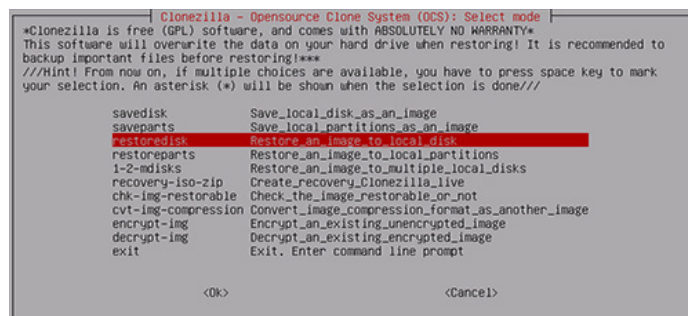 Clonezilla - Opensource Clone System (OCS): Select mode
*Clonezilla is free (GPL) software, and comes with ABSOLUTELY NO WARRANTY*
This software will overwrite the data on your hard drive when restoring! It is recommended to
backup important files before restoring!***
///Hint! From now on, if multiple choices are available, you have to press space key to mark
your selection. An asterisk (*) will be shown when the selection is done///
savedisk Save_local_disk_as_an_image
saveparts Save_local_partitions_as_an_image
restoredisk Restore_an_image_to_local_disk
restoreparts Restore_an_image_to_local_partitions
1-2-mdisks Restore_an_image_to_multiple_local_disks
recovery-iso-zip Create_recovery_Clonezilla_live
chk-img-restorable Check_the_image_restorable_or_not
cvt-img-compression Convert_image_compression_format_as_another_image
encrypt-img Encrypt_an_existing_unencrypted_image
decrypt-img Decrypt_an_existing_encrypted_image
exit Exit. Enter command line prompt
<Ok> <Cancel>